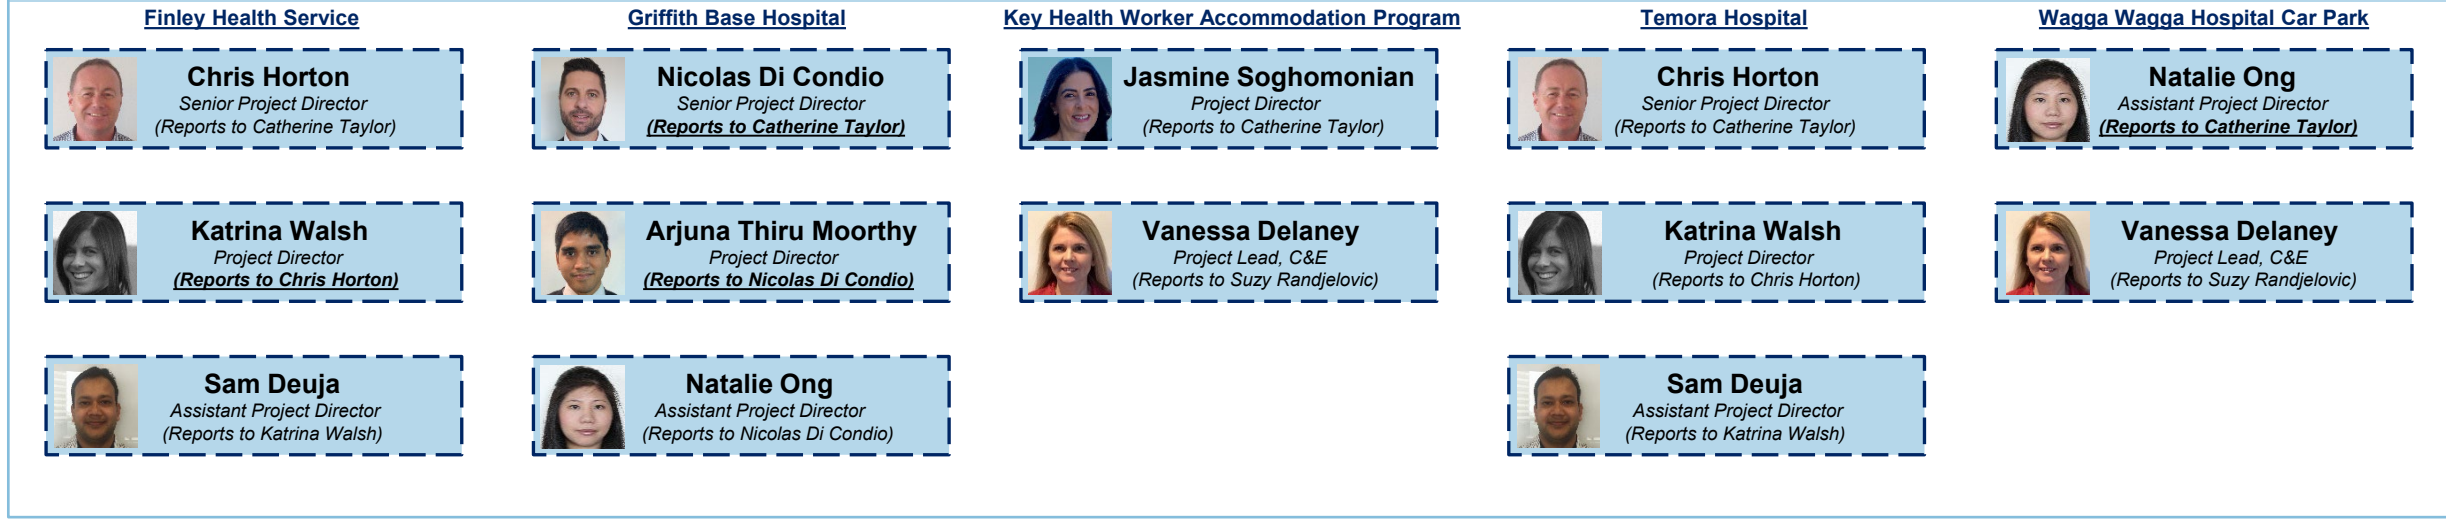 Finley Health Service
Chris Horton
Senior Project Director
(Reports to Catherine Taylor)
Katrina Walsh
Project Director
(Reports to Chris Horton)
Sam Deuja
Assistant Project Director
(Reports to Katrina Walsh)
Griffith Base Hospital
Nicolas Di Condio
Senior Project Director
(Reports to Catherine Taylor)
Arjuna Thiru Moorthy
Project Director
(Reports to Nicolas Di Condio)
Natalie Ong
Assistant Project Director
(Reports to Nicolas Di Condio)
Key Health Worker Accommodation Program
Jasmine Soghomonian
Project Director
(Reports to Catherine Taylor)
Vanessa Delaney
Project Lead, C&E
(Reports to Suzy Randjelovic)
Temora Hospital
Chris Horton
Senior Project Director
(Reports to Catherine Taylor)
Katrina Walsh
Project Director
(Reports to Chris Horton)
Sam Deuja
Assistant Project Director
(Reports to Katrina Walsh)
Wagga Wagga Hospital Car Park
Natalie Ong
Assistant Project Director
(Reports to Catherine Taylor)
Vanessa Delaney
Project Lead, C&E
(Reports to Suzy Randjelovic)